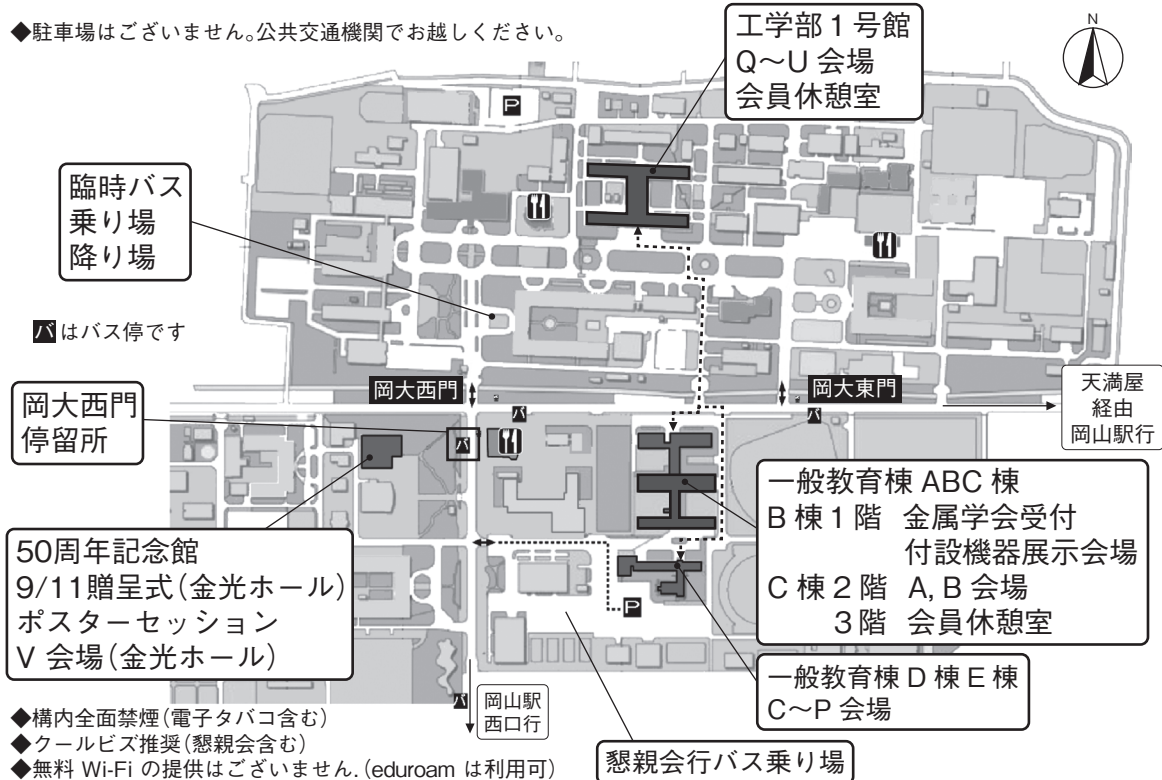 ◆駐車場はございません。公共交通機関でお越しください。
工学部1号館
Q〜U 会場
会員休憩室
N
P
臨時バス
乗り場
降り場
バはバス停です
岡大西門
岡大東門
天満屋
経由
岡山駅行
岡大西門
停留所
バ
バ
バ
50周年記念館
9/11贈呈式(金光ホール)
ポスターセッション
V 会場(金光ホール)
一般教育棟 ABC 棟
B 棟 1 階 金属学会受付
付設機器展示会場
C 棟 2 階 A, B 会場
3 階 会員休憩室
P
一般教育棟 D 棟 E 棟
C〜P 会場
バ
岡山駅
西口行
懇親会行バス乗り場
◆構内全面禁煙(電子タバコ含む)
◆クールビズ推奨(懇親会含む)
◆無料 Wi-Fi の提供はございません. (eduroam は利用可)